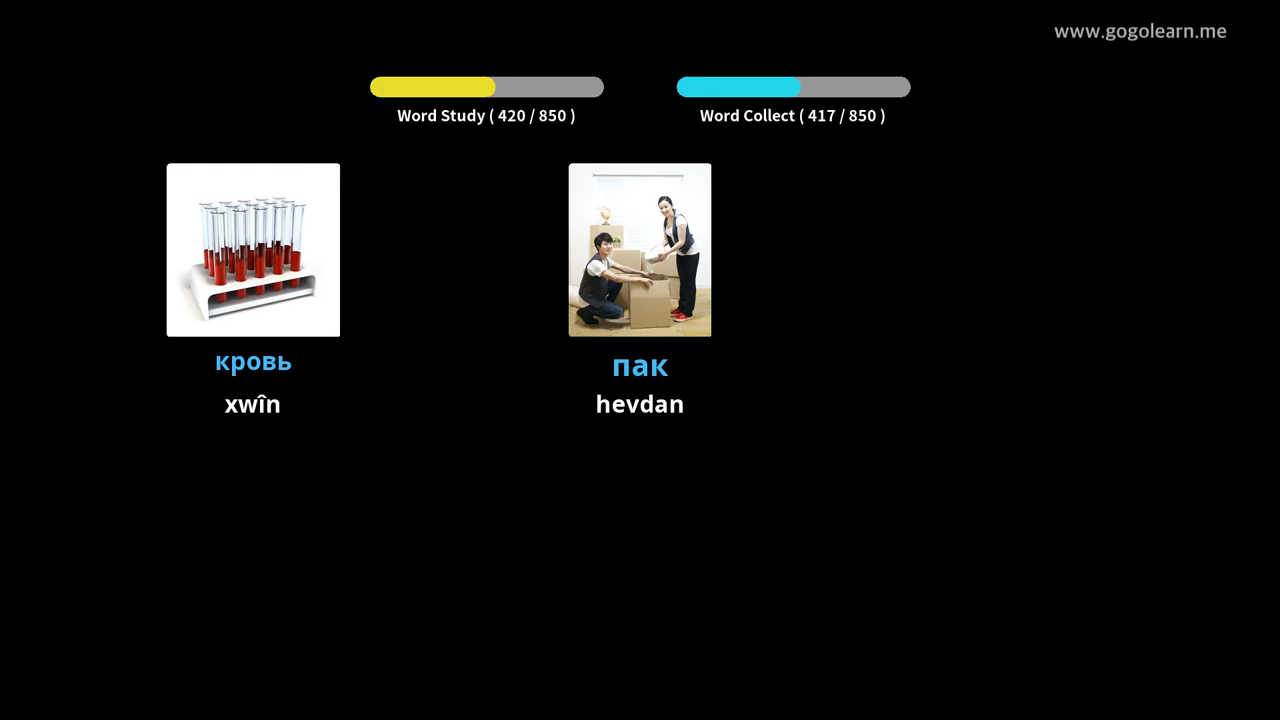 www.gogolearn.me
Word Study ( 420 / 850 )
Word Collect ( 417 / 850 )
кровь
xwîn
пак
hevdan